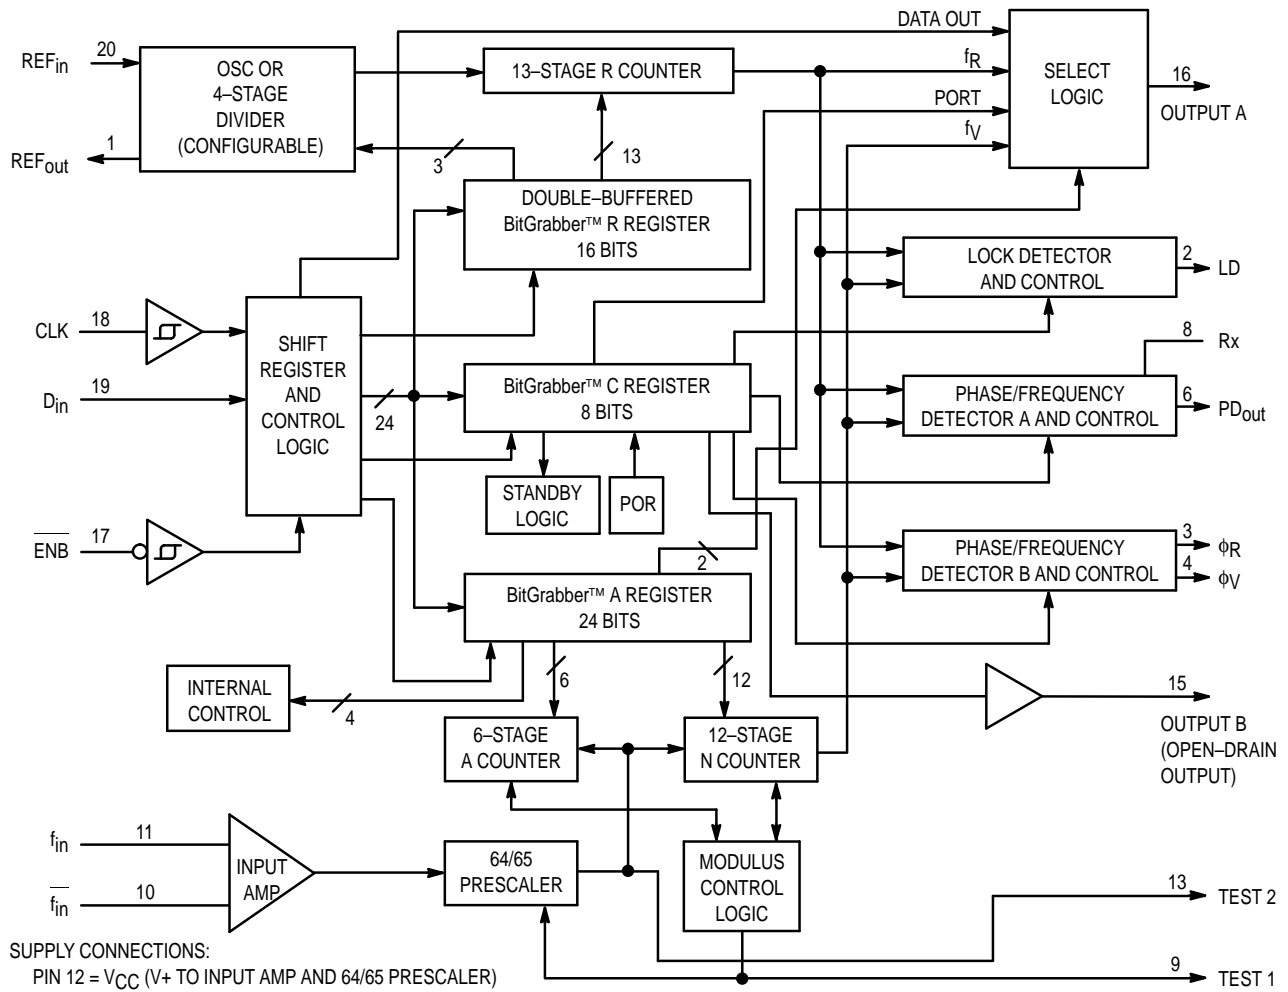 DATA OUT
20
REFin
OSC OR
4–STAGE
DIVIDER
(CONFIGURABLE)
13–STAGE R COUNTER
fR
SELECT
LOGIC
16
OUTPUT A
PORT
fV
1
REFout
3
13
DOUBLE–BUFFERED
BitGrabber™ R REGISTER
16 BITS
LOCK DETECTOR
AND CONTROL
2
LD
CLK
18
SHIFT
REGISTER
AND
CONTROL
LOGIC
8
Rx
Din
19
24
BitGrabber™ C REGISTER
8 BITS
PHASE/FREQUENCY
DETECTOR A AND CONTROL
6
PDout
STANDBY
LOGIC
POR
ENB
17
2
PHASE/FREQUENCY
DETECTOR B AND CONTROL
3
ϕR
4
ϕV
BitGrabber™ A REGISTER
24 BITS
INTERNAL
CONTROL
4
6
12
15
OUTPUT B
(OPEN–DRAIN
OUTPUT)
6–STAGE
A COUNTER
12–STAGE
N COUNTER
fin
11
INPUT
AMP
64/65
PRESCALER
MODULUS
CONTROL
LOGIC
fin
10
13
TEST 2
SUPPLY CONNECTIONS:
PIN 12 = VCC (V+ TO INPUT AMP AND 64/65 PRESCALER)
9
TEST 1